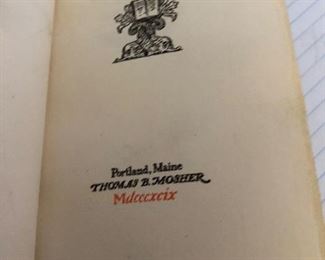 Portland, Maine
THOMAS B. MOSHER
Mdcccxcix